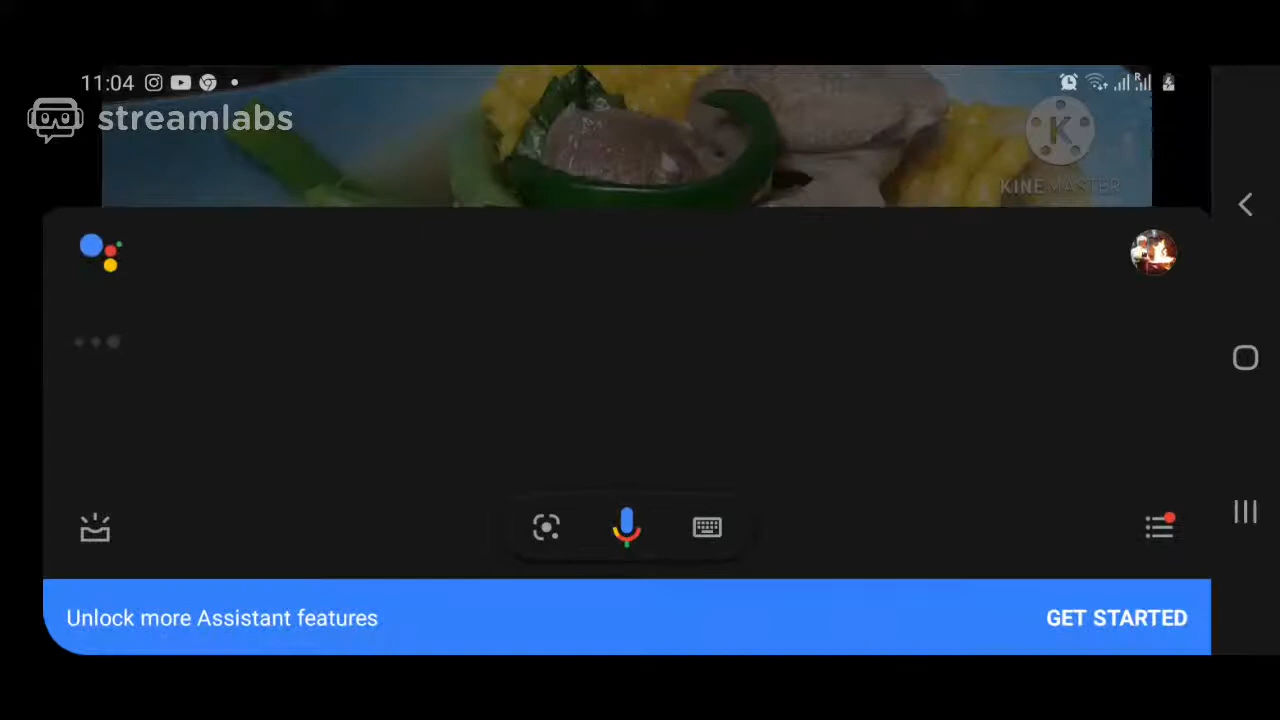 11:04
streamlabs
K
KINEMASTER
R
Unlock more Assistant features
GET STARTED